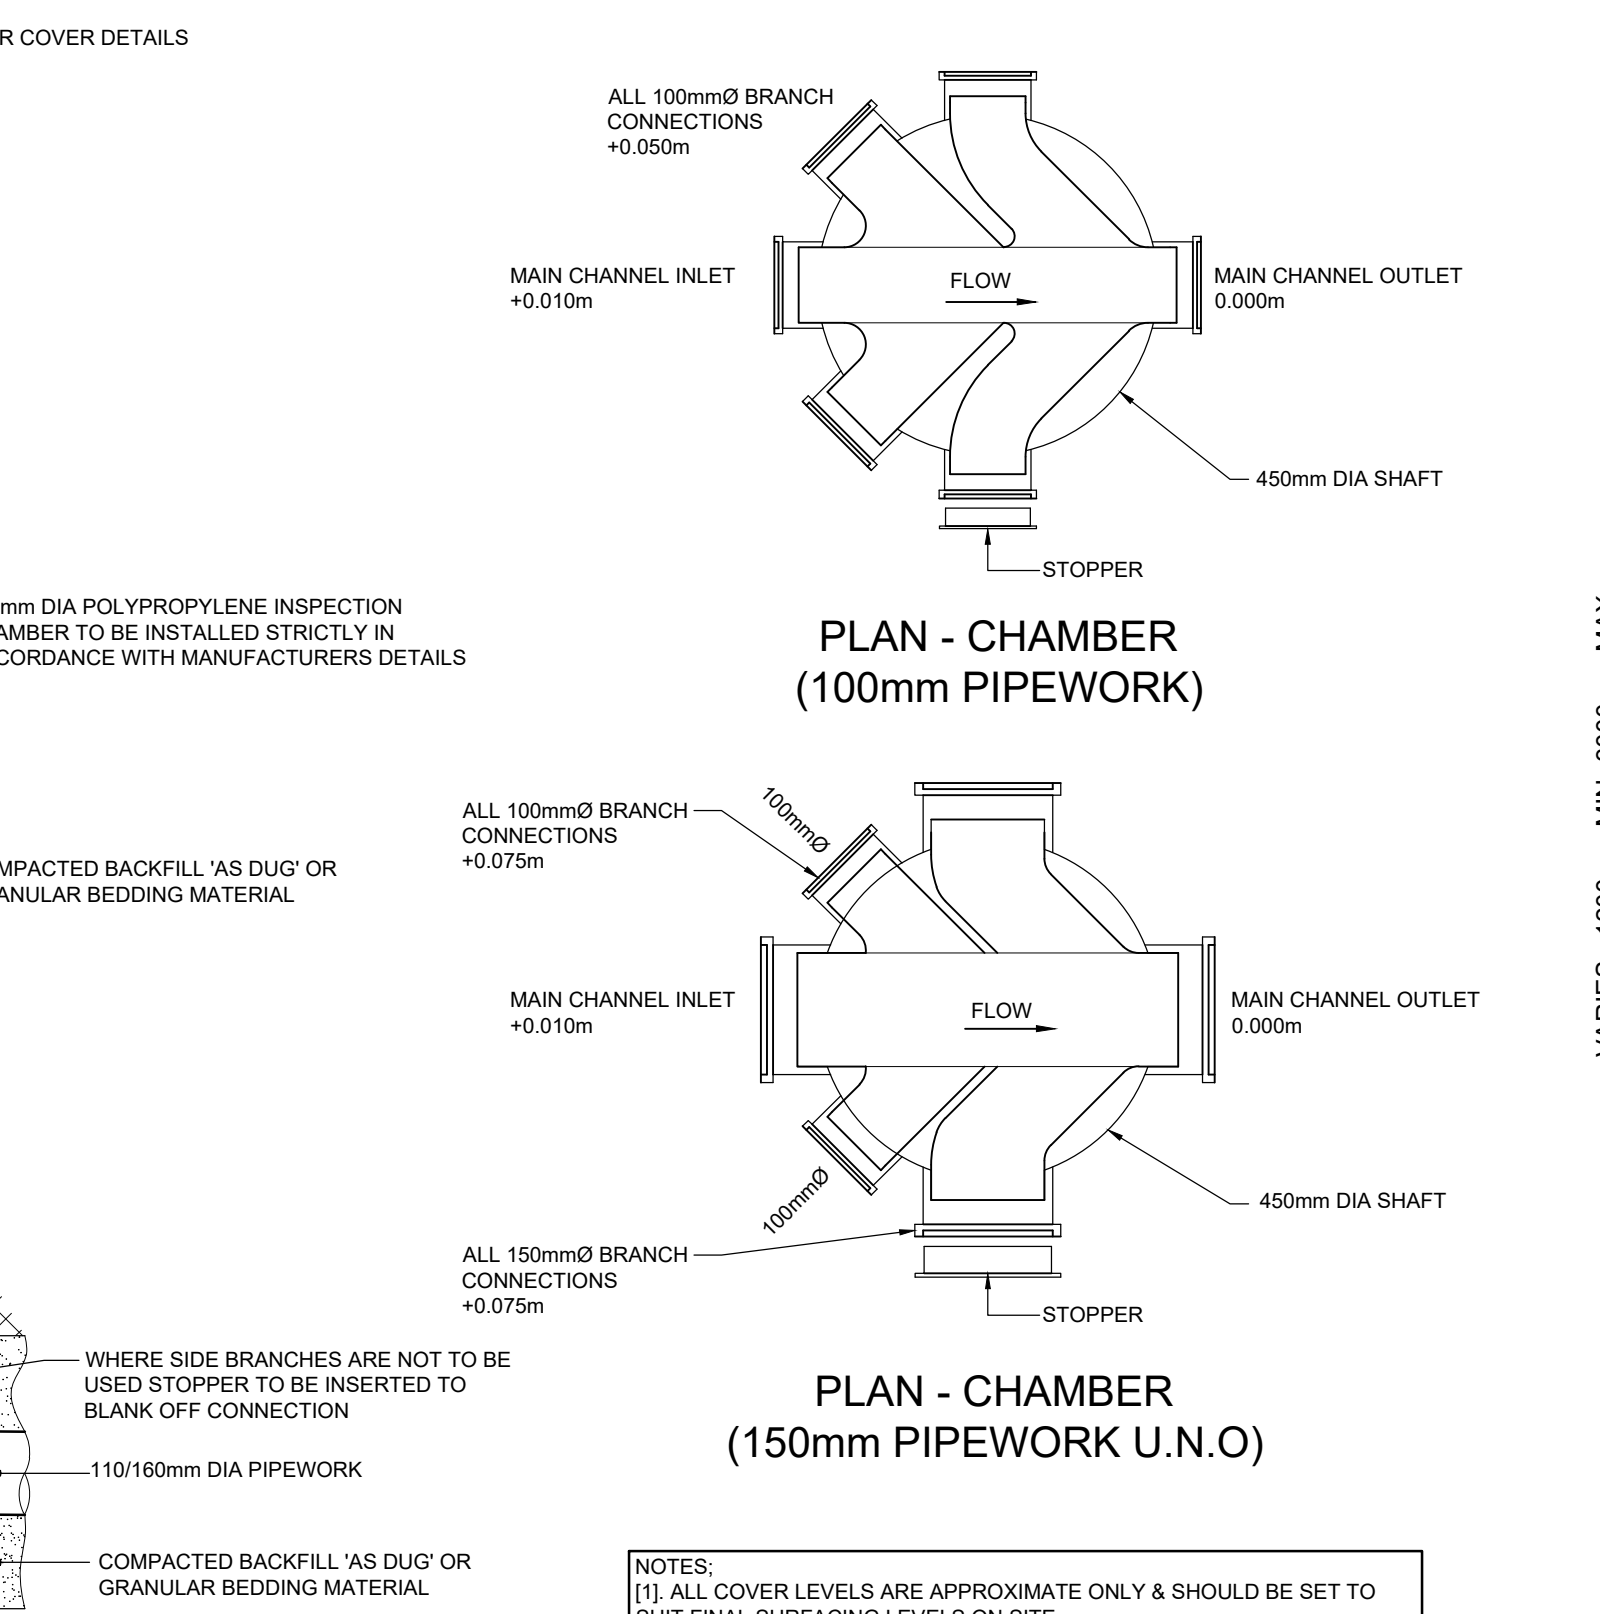 R COVER DETAILS
ALL 100mmØ BRANCH
CONNECTIONS
+0.050m
MAIN CHANNEL INLET
+0.010m
FLOW
MAIN CHANNEL OUTLET
0.000m
450mm DIA SHAFT
STOPPER
mm DIA POLYPROPYLENE INSPECTION
AMBER TO BE INSTALLED STRICTLY IN
CORDANCE WITH MANUFACTURERS DETAILS
PLAN - CHAMBER
(100mm PIPEWORK)
MPACTED BACKFILL 'AS DUG' OR
ANULAR BEDDING MATERIAL
ALL 100mmØ BRANCH
CONNECTIONS
+0.075m
100mmØ
MAIN CHANNEL INLET
+0.010m
FLOW
MAIN CHANNEL OUTLET
0.000m
100mmØ
450mm DIA SHAFT
ALL 150mmØ BRANCH
CONNECTIONS
+0.075m
STOPPER
WHERE SIDE BRANCHES ARE NOT TO BE
USED STOPPER TO BE INSERTED TO
BLANK OFF CONNECTION
110/160mm DIA PIPEWORK
COMPACTED BACKFILL 'AS DUG' OR
GRANULAR BEDDING MATERIAL
PLAN - CHAMBER
(150mm PIPEWORK U.N.O)
NOTES;
[1]. ALL COVER LEVELS ARE APPROXIMATE ONLY & SHOULD BE SET TO
SUIT FINAL SURFACING LEVELS ON SITE